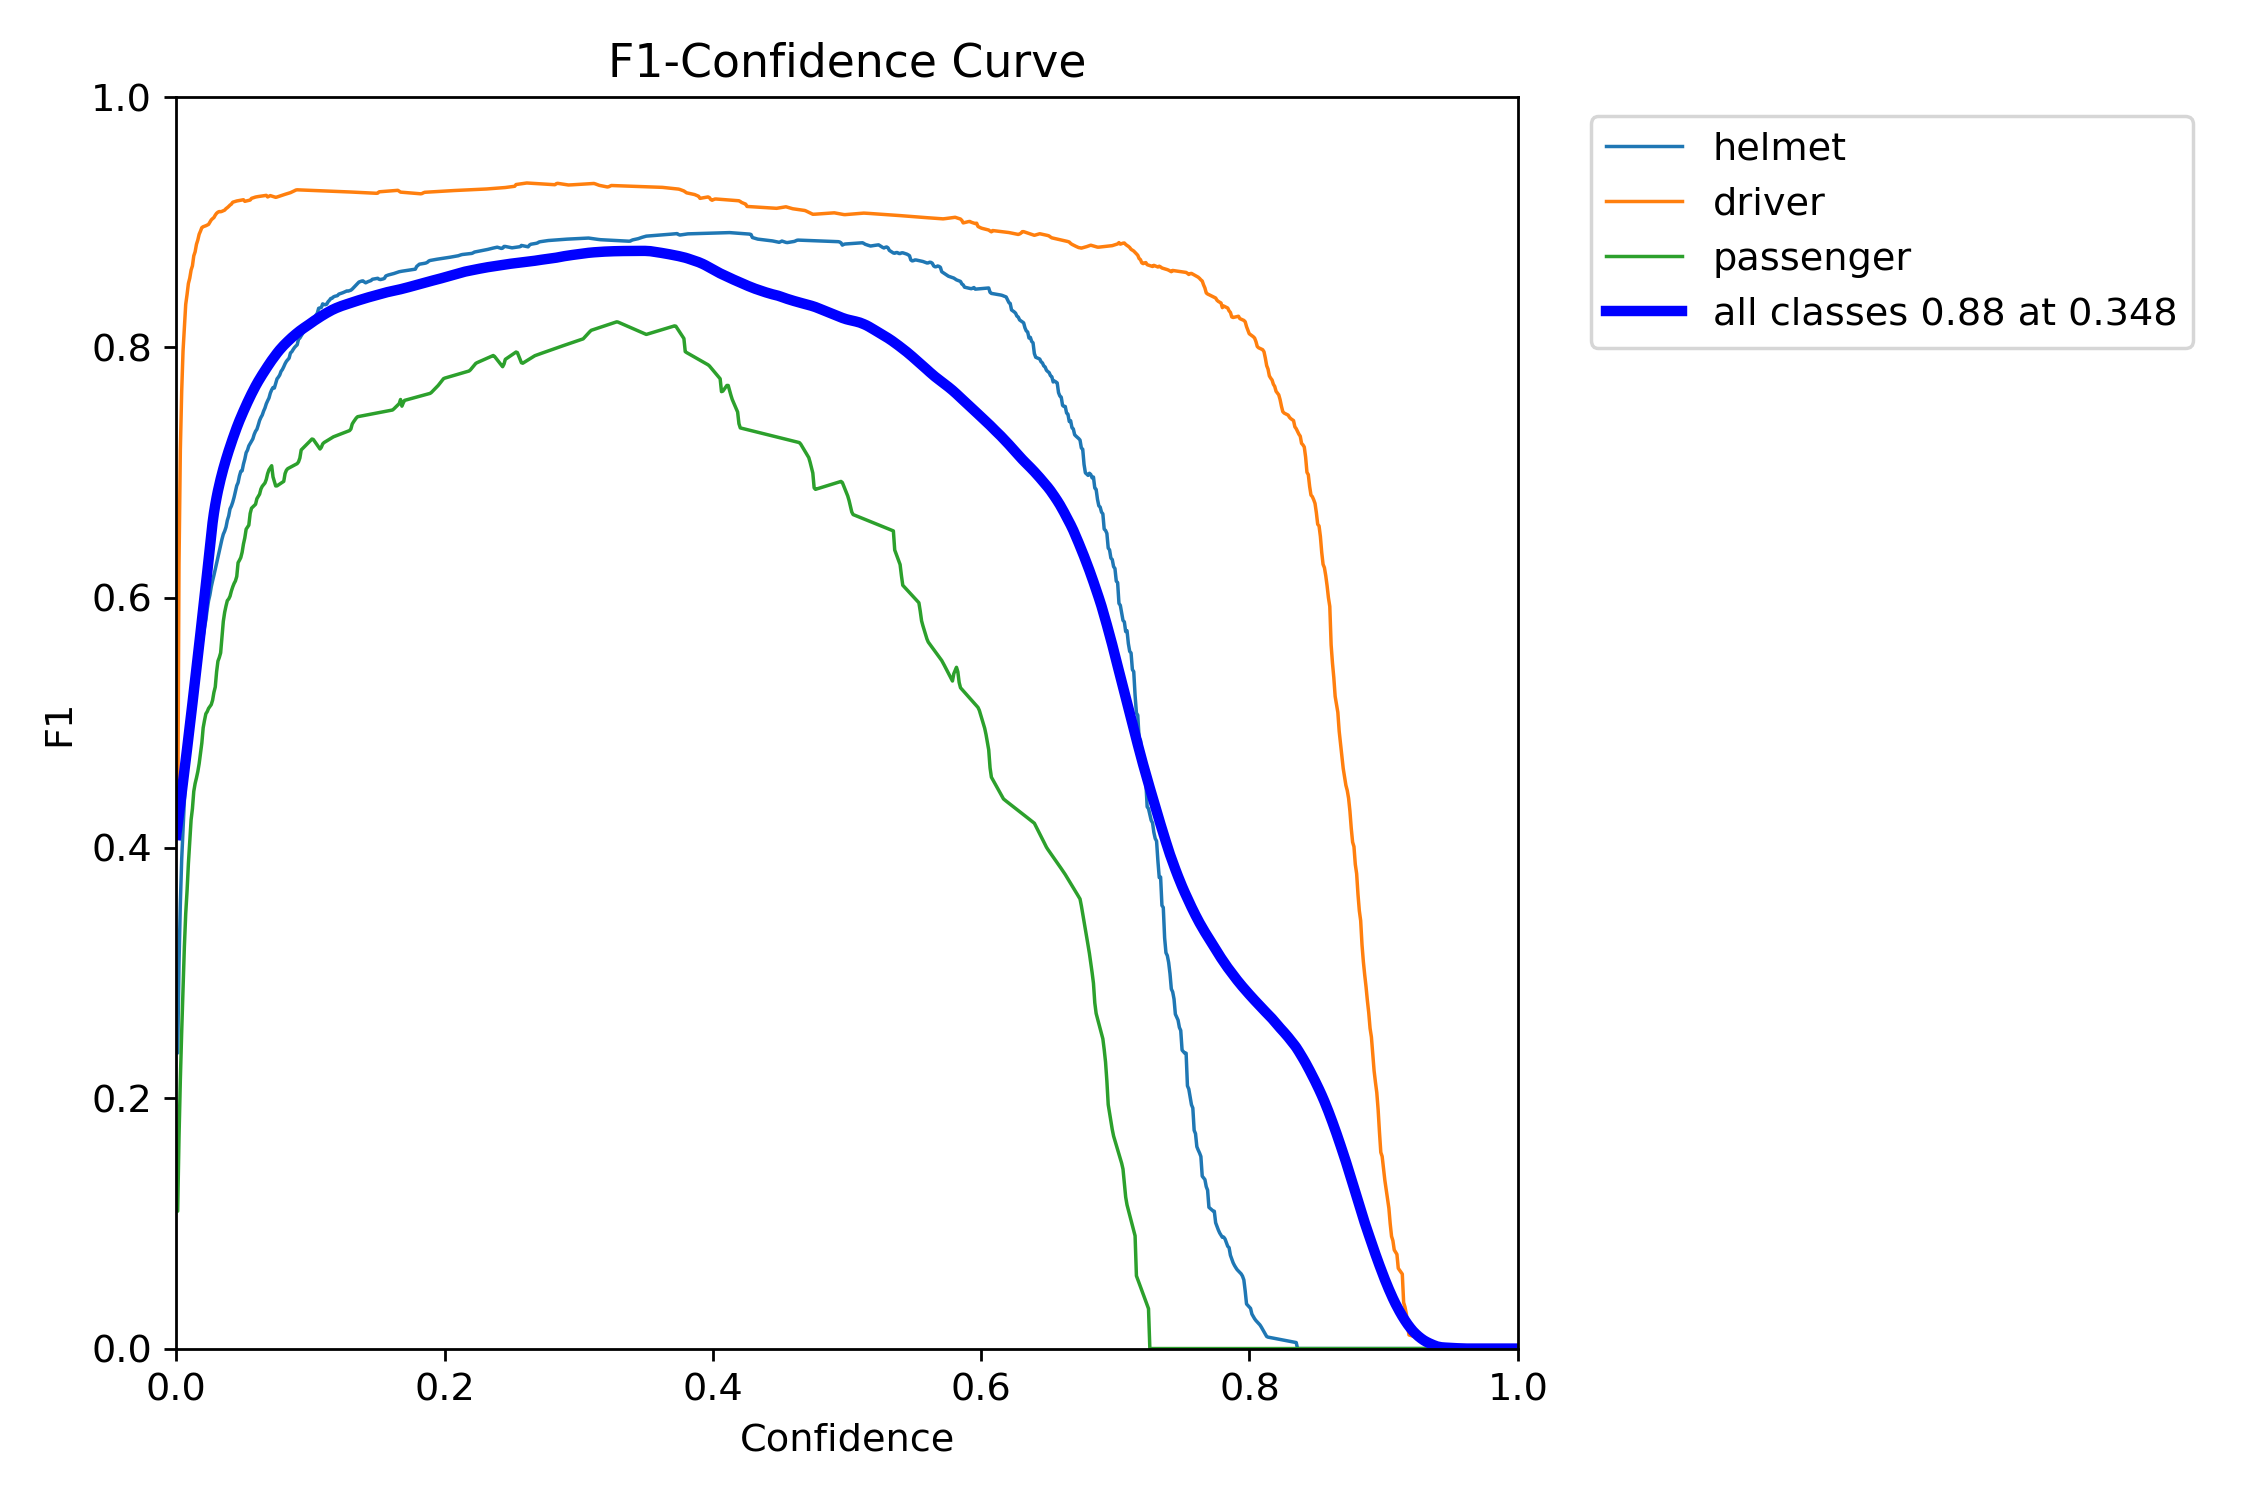 F1-Confidence Curve
1.0
0.8
0.6
0.4
0.2
0.0
F1
0.0 0.2 0.4 0.6 0.8 1.0
Confidence
helmet
driver
passenger
all classes 0.88 at 0.348